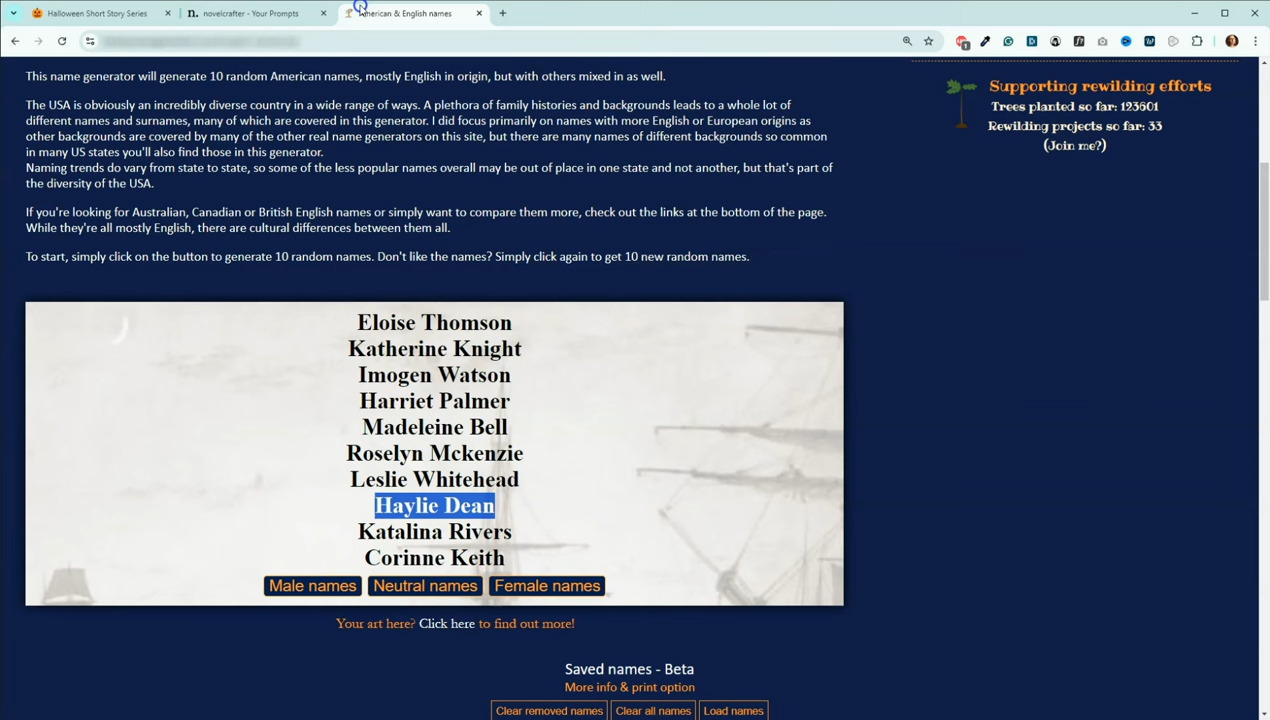 Halloween Short Story Series
novelcrafter - Your Prompts
American & English names
This name generator will generate 10 random American names, mostly English in origin, but with others mixed in as well.
The USA is obviously an incredibly diverse country in a wide range of ways. A plethora of family histories and backgrounds leads to a whole lot of
different names and surnames, many of which are covered in this generator. I did focus primarily on names with more English or European origins as
other backgrounds are covered by many of the other real name generators on this site, but there are many names of different backgrounds so common
in many US states you'll also find those in this generator.
Naming trends do vary from state to state, so some of the less popular names overall may be out of place in one state and not another, but that's part of
the diversity of the USA.
If you're looking for Australian, Canadian or British English names or simply want to compare them more, check out the links at the bottom of the page.
While they're all mostly English, there are cultural differences between them all.
To start, simply click on the button to generate 10 random names. Don't like the names? Simply click again to get 10 new random names.
Supporting rewilding efforts
Trees planted so far: 123601
Rewilding projects so far: 33
(Join me?)
Eloise Thomson
Katherine Knight
Imogen Watson
Harriet Palmer
Madeleine Bell
Roselyn Mckenzie
Leslie Whitehead
Haylie Dean
Katalina Rivers
Corinne Keith
Male names Neutral names Female names
Your art here? Click here to find out more!
Saved names - Beta
More info & print option
Clear removed names Clear all names Load names